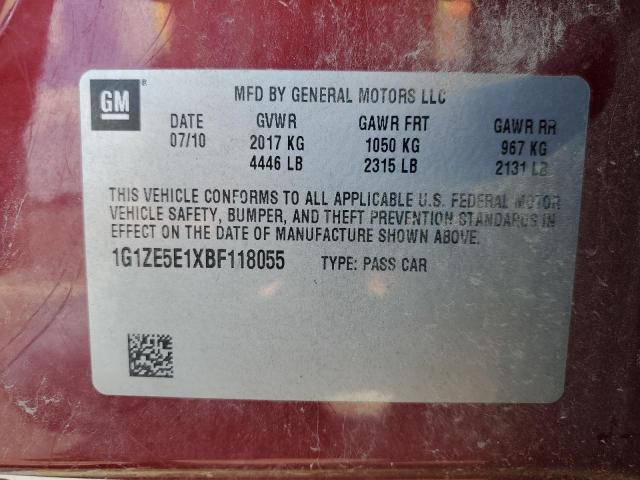 GM®
MFD BY GENERAL MOTORS LLC
DATE GVWR GAWR FRT GAWR RR
07/10 2017 KG 1050 KG 967 KG
4446 LB 2315 LB 2131 LB
THIS VEHICLE CONFORMS TO ALL APPLICABLE U.S. FEDERAL MOTOR
VEHICLE SAFETY, BUMPER, AND THEFT PREVENTION STANDARDS IN
EFFECT ON THE DATE OF MANUFACTURE SHOWN ABOVE.
1G1ZE5E1XBF118055 TYPE: PASS CAR